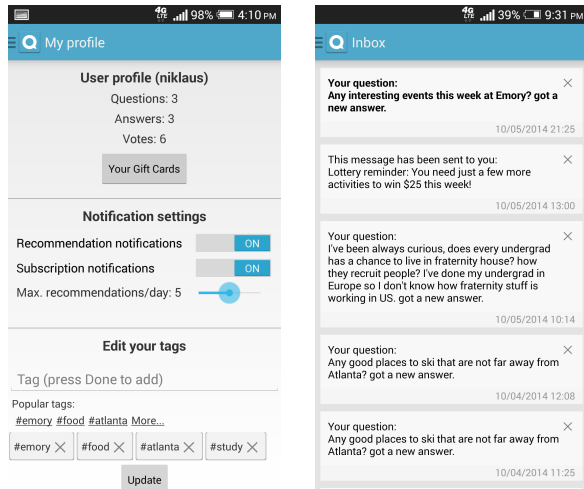 4G LTE 98% 4:10 PM
My profile
User profile (niklaus)
Questions: 3
Answers: 3
Votes: 6
Your Gift Cards
Notification settings
Recommendation notifications ON
Subscription notifications ON
Max. recommendations/day: 5
Edit your tags
Tag (press Done to add)
Popular tags:
#emory #food #atlanta More...
#emory #food #atlanta #study
Update
4G LTE 39% 9:31 PM
Inbox
Your question:
Any interesting events this week at Emory? got a
new answer.
10/05/2014 21:25
This message has been sent to you:
Lottery reminder: You need just a few more
activities to win $25 this week!
10/05/2014 13:00
Your question:
I've been always curious, does every undergrad
has a chance to live in fraternity house? how
they recruit people? I've done my undergrad in
Europe so I don't know how fraternity stuff is
working in US. got a new answer.
10/05/2014 10:14
Your question:
Any good places to ski that are not far away from
Atlanta? got a new answer.
10/04/2014 12:08
Your question:
Any good places to ski that are not far away from
Atlanta? got a new answer.
10/04/2014 11:25